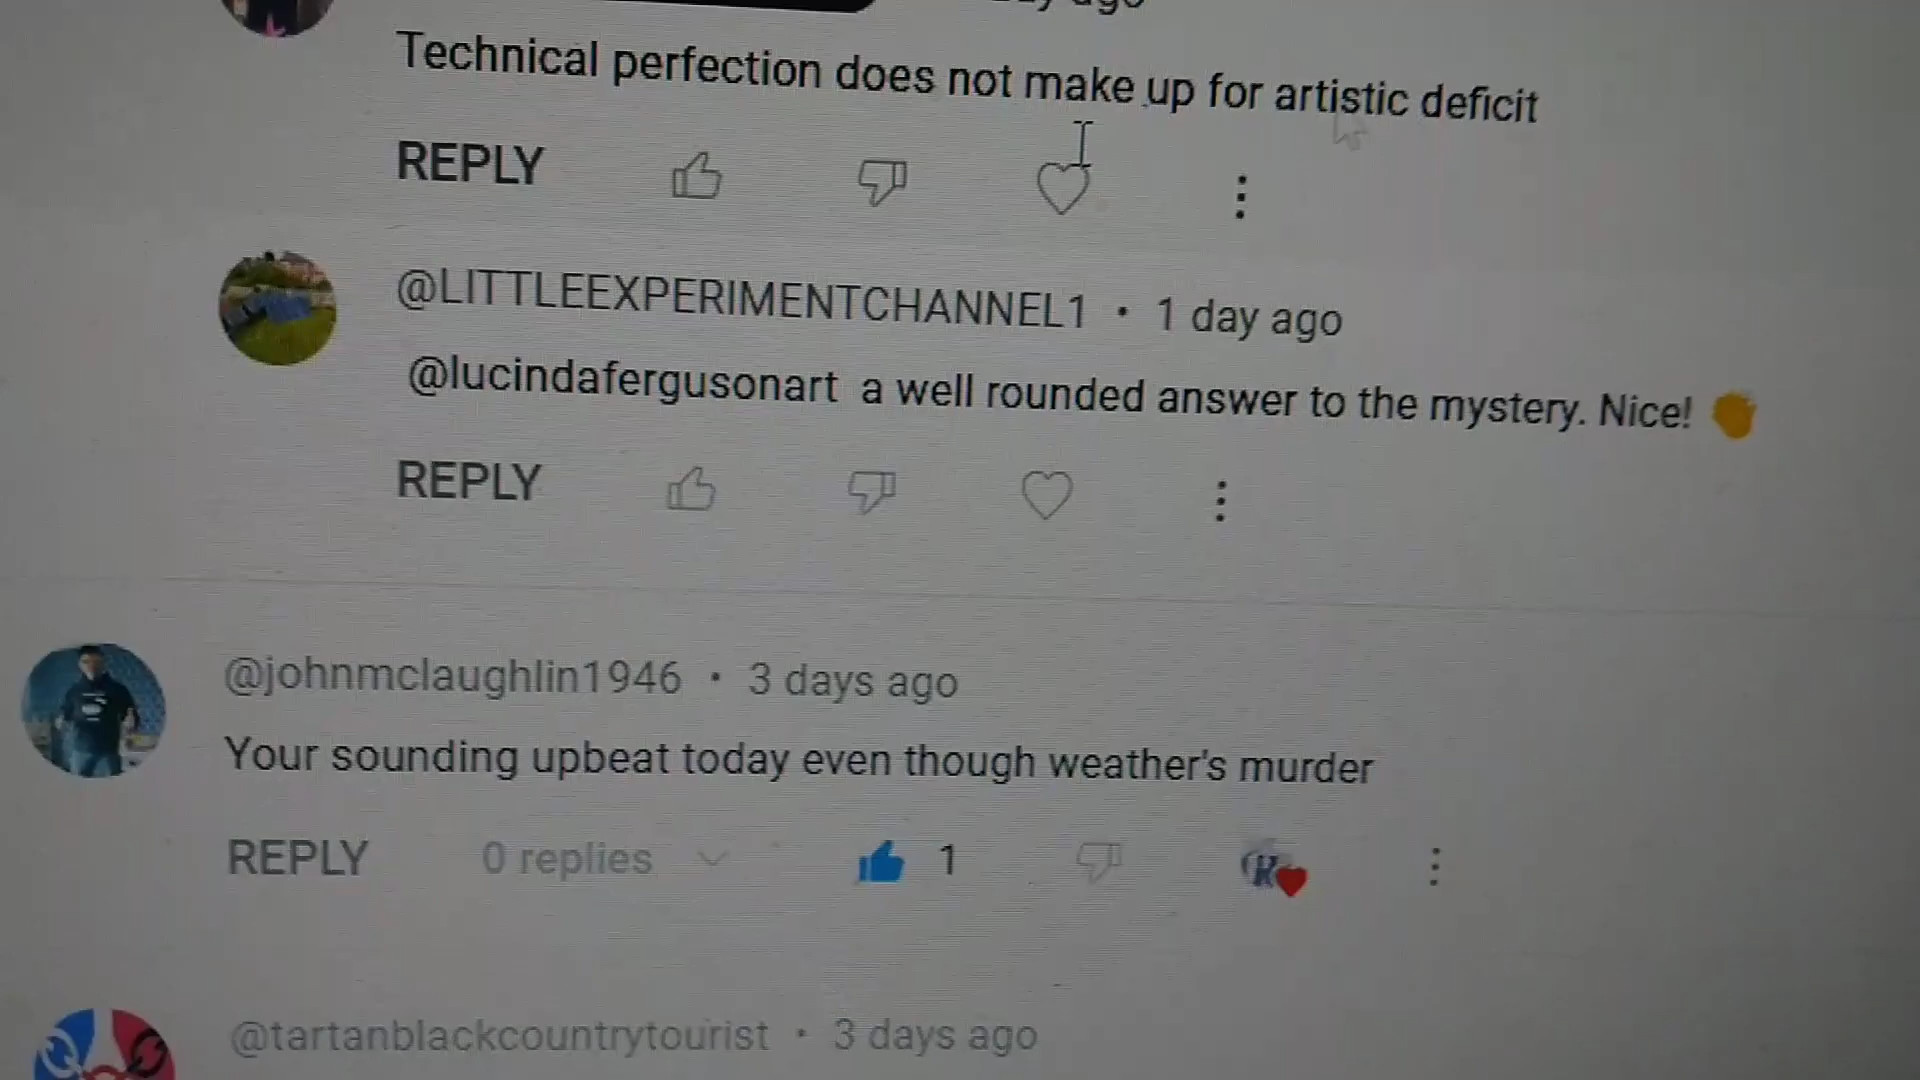 Technical perfection does not make up for artistic deficit
REPLY
@LITTLEEXPERIMENTCHANNEL1 · 1 day ago
@lucindafergusonart a well rounded answer to the mystery. Nice! 👏
REPLY
@johnmclaughlin1946 · 3 days ago
Your sounding upbeat today even though weather's murder
REPLY 0 replies 1
@tartanblackcountrytourist · 3 days ago